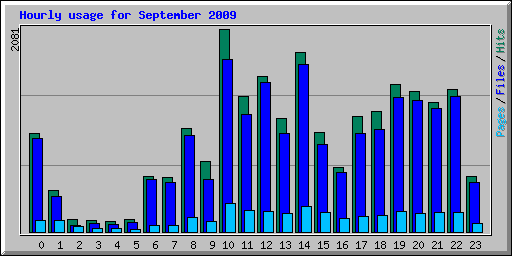 Hourly usage for September 2009
2081
Pages/Files/Hits
0 1 2 3 4 5 6 7 8 9 10 11 12 13 14 15 16 17 18 19 20 21 22 23